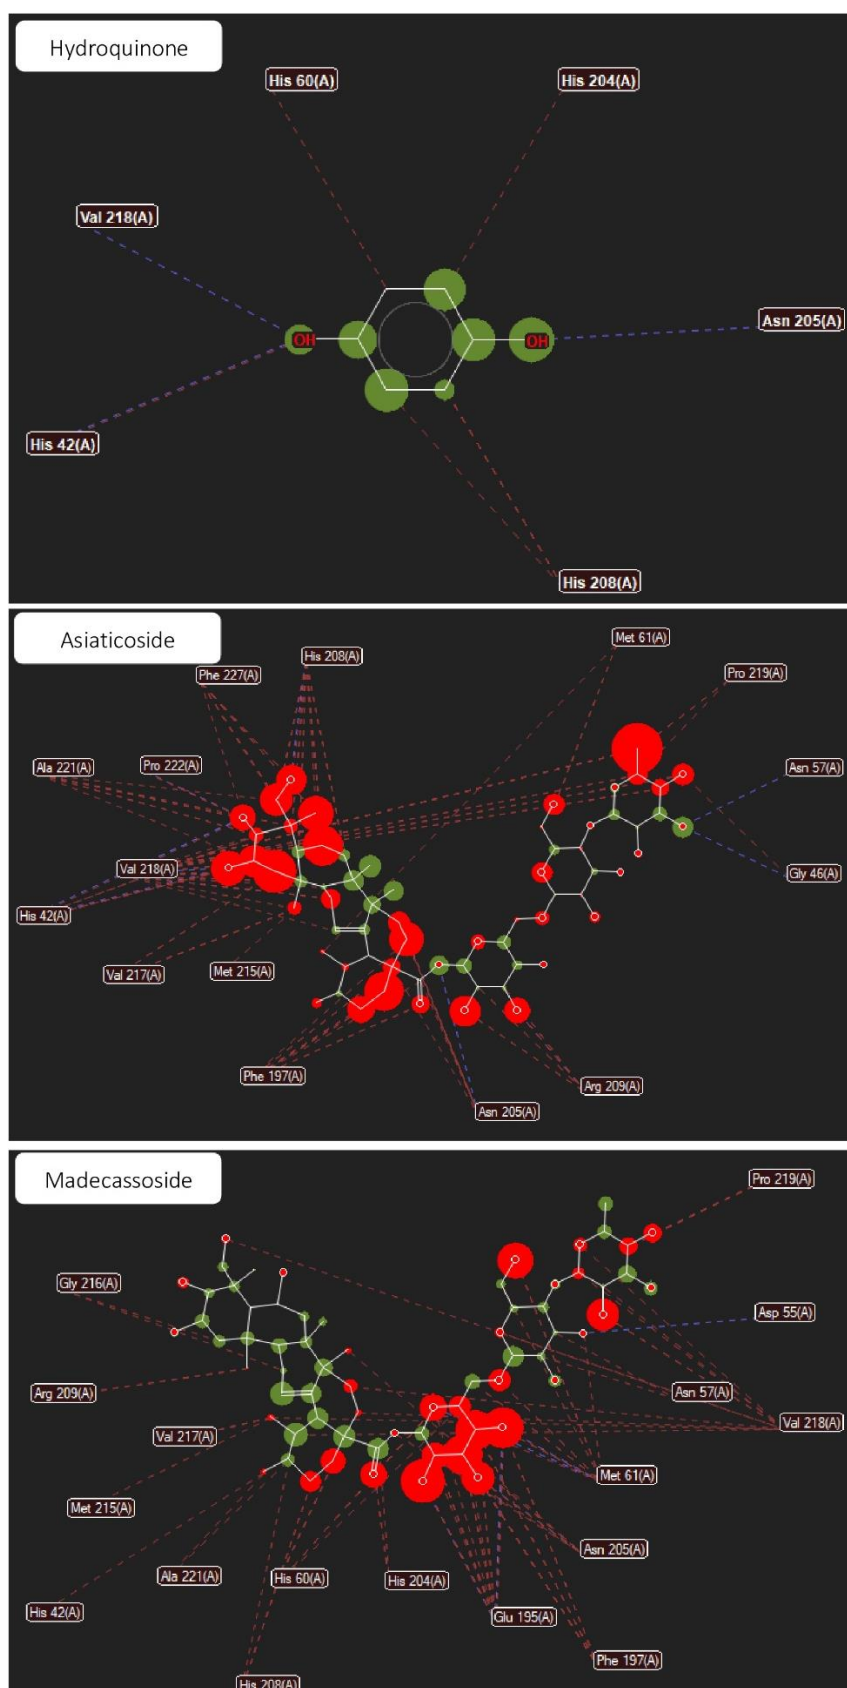 Hydroquinone
His 60(A)
His 204(A)
Val 218(A)
Asn 205(A)
OH
OH
His 42(A)
His 208(A)
Asiaticoside
Met 61(A)
His 208(A)
Phe 227(A)
Pro 219(A)
Ala 221(A)
Pro 222(A)
Asn 57(A)
Val 218(A)
Gly 46(A)
His 42(A)
Val 217(A)
Met 215(A)
Phe 197(A)
Arg 209(A)
Asn 205(A)
Madecassoside
Pro 219(A)
Gly 216(A)
Asp 55(A)
Arg 209(A)
Asn 57(A)
Val 218(A)
Val 217(A)
Met 61(A)
Met 215(A)
Asn 205(A)
Ala 221(A)
His 60(A)
His 204(A)
His 42(A)
Glu 195(A)
Phe 197(A)
His 208(A)